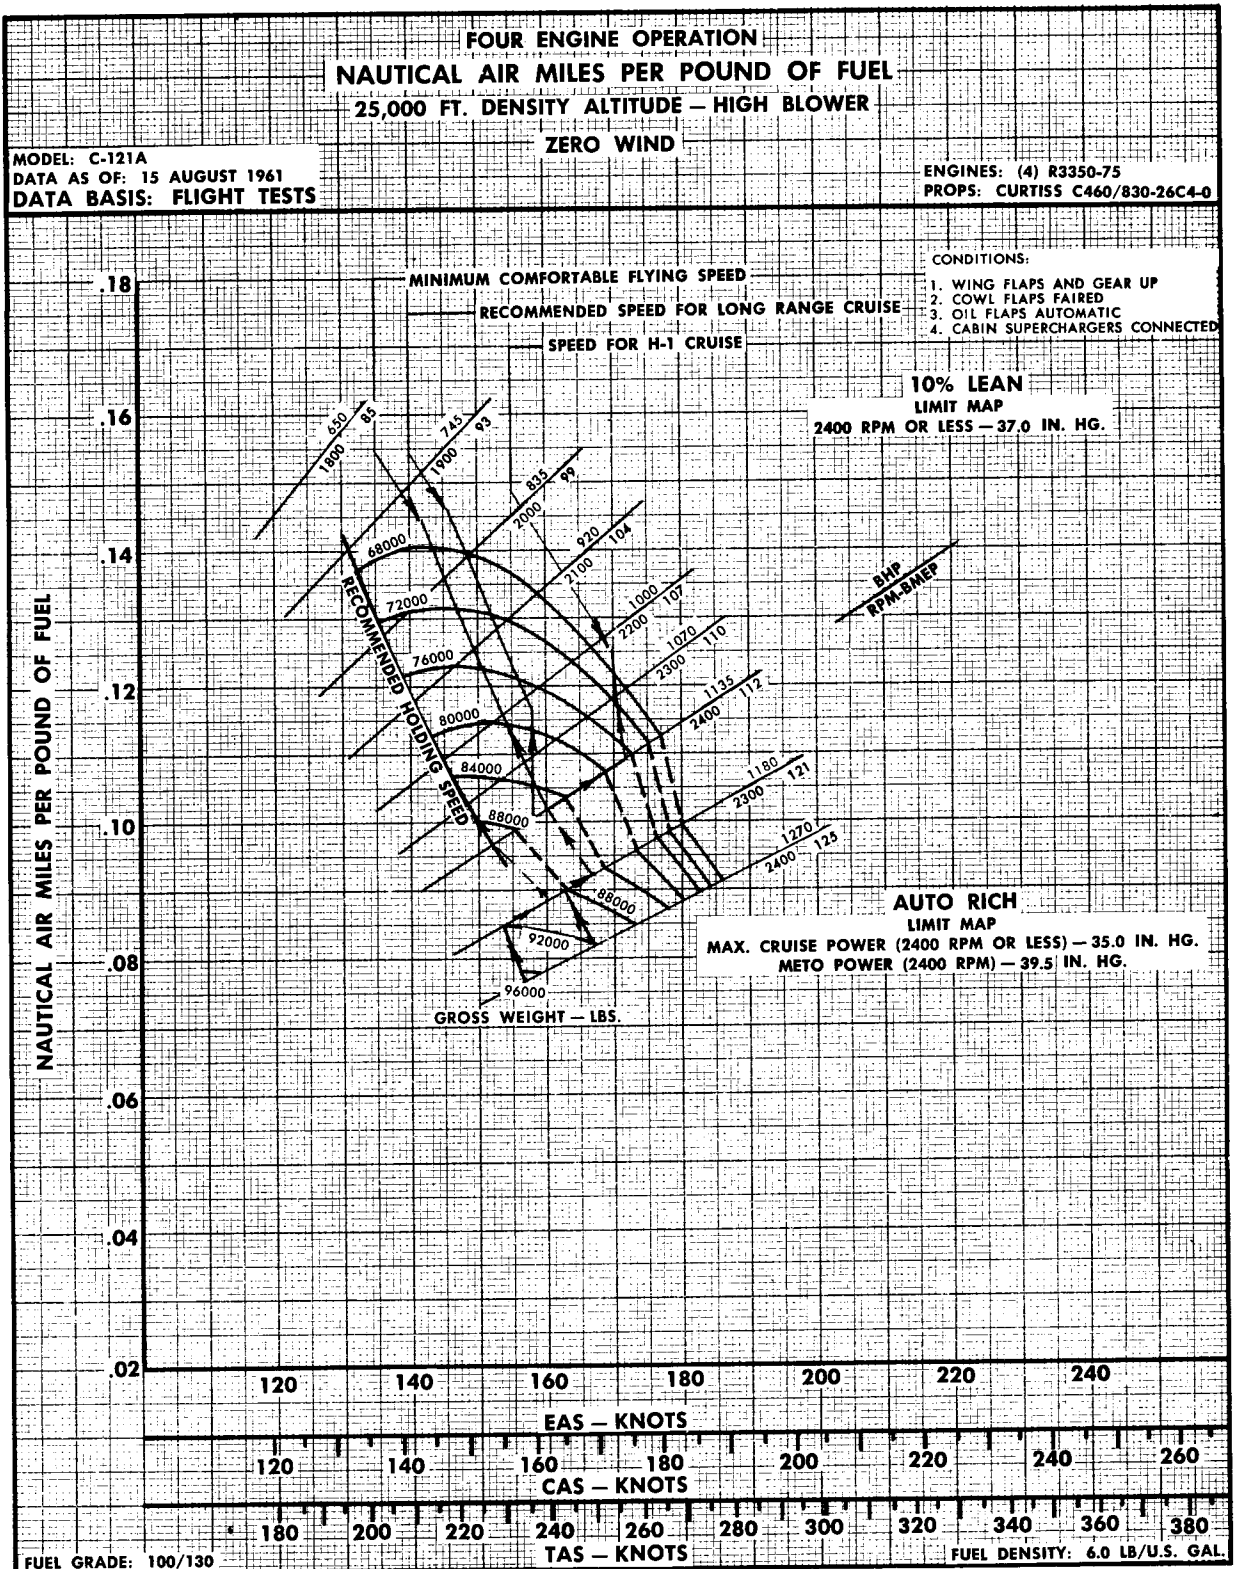 FOUR ENGINE OPERATION
NAUTICAL AIR MILES PER POUND OF FUEL
25,000 FT. DENSITY ALTITUDE — HIGH BLOWER
ZERO WIND
MODEL: C-121A
DATA AS OF: 15 AUGUST 1961
DATA BASIS: FLIGHT TESTS
ENGINES: (4) R3350-75
PROPS: CURTISS C460/830-26C4-0
CONDITIONS:
1. WING FLAPS AND GEAR UP
2. COWL FLAPS FAIRED
3. OIL FLAPS AUTOMATIC
4. CABIN SUPERCHARGERS CONNECTED
MINIMUM COMFORTABLE FLYING SPEED
RECOMMENDED SPEED FOR LONG RANGE CRUISE
SPEED FOR H-1 CRUISE
10% LEAN
LIMIT MAP
2400 RPM OR LESS — 37.0 IN. HG.
NAUTICAL AIR MILES PER POUND OF FUEL
.18
.16
.14
.12
.10
.08
.06
.04
.02
650
1800 85
745
1900 93
835
2000 99
920
2100 104
1000
2200 107
1070
2300 110
1135
2400 112
1180
2300 121
1270
2400 125
BHP
RPM-BMEP
RECOMMENDED HOLDING SPEED
68000
72000
76000
80000
84000
88000
88000
92000
96000
GROSS WEIGHT — LBS.
AUTO RICH
LIMIT MAP
MAX. CRUISE POWER (2400 RPM OR LESS) — 35.0 IN. HG.
METO POWER (2400 RPM) — 39.5 IN. HG.
120 140 160 180 200 220 240
EAS — KNOTS
120 140 160 180 200 220 240 260
CAS — KNOTS
180 200 220 240 260 280 300 320 340 360 380
TAS — KNOTS
FUEL GRADE: 100/130
FUEL DENSITY: 6.0 LB/U.S. GAL.